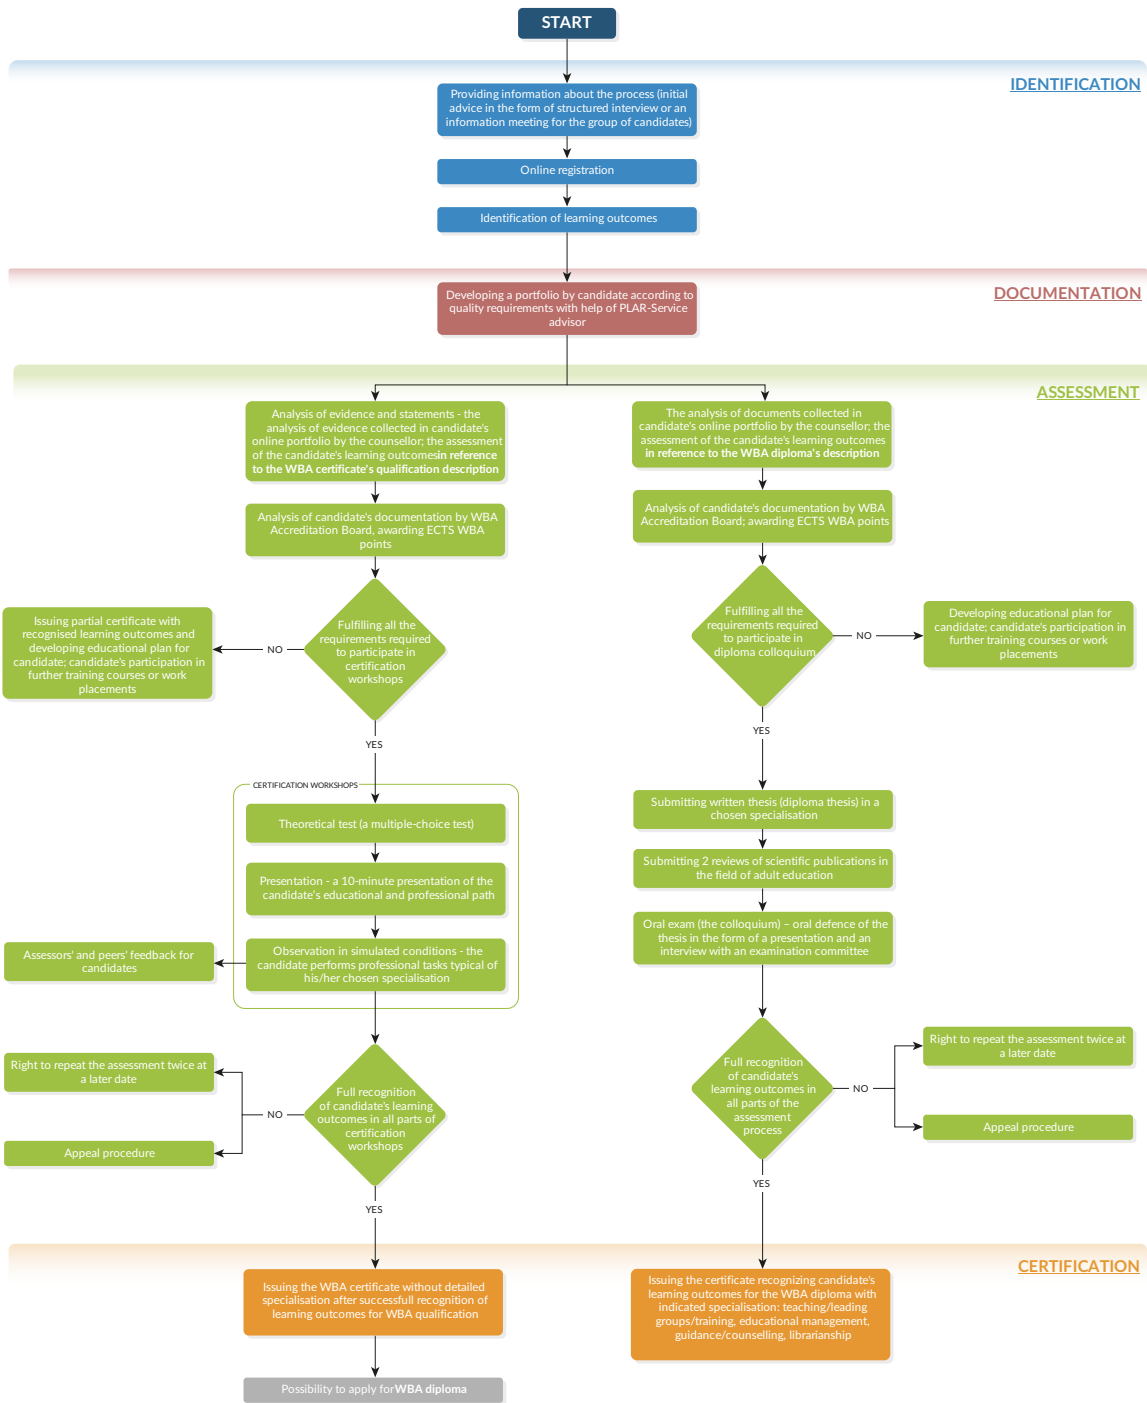 START
IDENTIFICATION
Providing information about the process (initial
advice in the form of structured interview or an
information meeting for the group of candidates)
Online registration
Identification of learning outcomes
DOCUMENTATION
Developing a portfolio by candidate according to
quality requirements with help of PLAR-Service
advisor
ASSESSMENT
Analysis of evidence and statements - the
analysis of evidence collected in candidate's
online portfolio by the counsellor; the assessment
of the candidate's learning outcomesin reference
to the WBA certificate's qualification description
The analysis of documents collected in
candidate's online portfolio by the counsellor; the
assessment of the candidate's learning outcomes
in reference to the WBA diploma's description
Analysis of candidate's documentation by WBA
Accreditation Board, awarding ECTS WBA
points
Analysis of candidate's documentation by WBA
Accreditation Board; awarding ECTS WBA points
Issuing partial certificate with
recognised learning outcomes and
developing educational plan for
candidate; candidate's participation in
further training courses or work
placements
NO
Fulfilling all the
requirements required
to participate in
certification
workshops
Fulfilling all the
requirements required
to participate in
diploma colloquium
NO
Developing educational plan for
candidate; candidate's participation in
further training courses or work
placements
YES
YES
CERTIFICATION WORKSHOPS
Theoretical test (a multiple-choice test)
Presentation - a 10-minute presentation of the
candidate's educational and professional path
Observation in simulated conditions - the
candidate performs professional tasks typical of
his/her chosen specialisation
Assessors' and peers' feedback for
candidates
Submitting written thesis (diploma thesis) in a
chosen specialisation
Submitting 2 reviews of scientific publications in
the field of adult education
Oral exam (the colloquium) – oral defence of the
thesis in the form of a presentation and an
interview with an examination committee
Right to repeat the assessment twice at
a later date
Appeal procedure
NO
Full recognition
of candidate's learning
outcomes in all parts of
certification
workshops
Full recognition
of candidate's
learning outcomes in
all parts of the
assessment
process
NO
Right to repeat the assessment twice at
a later date
Appeal procedure
YES
YES
CERTIFICATION
Issuing the WBA certificate without detailed
specialisation after successfull recognition of
learning outcomes for WBA qualification
Issuing the certificate recognizing candidate's
learning outcomes for the WBA diploma with
indicated specialisation: teaching/leading
groups/training, educational management,
guidance/counselling, librarianship
Possibility to apply forWBA diploma